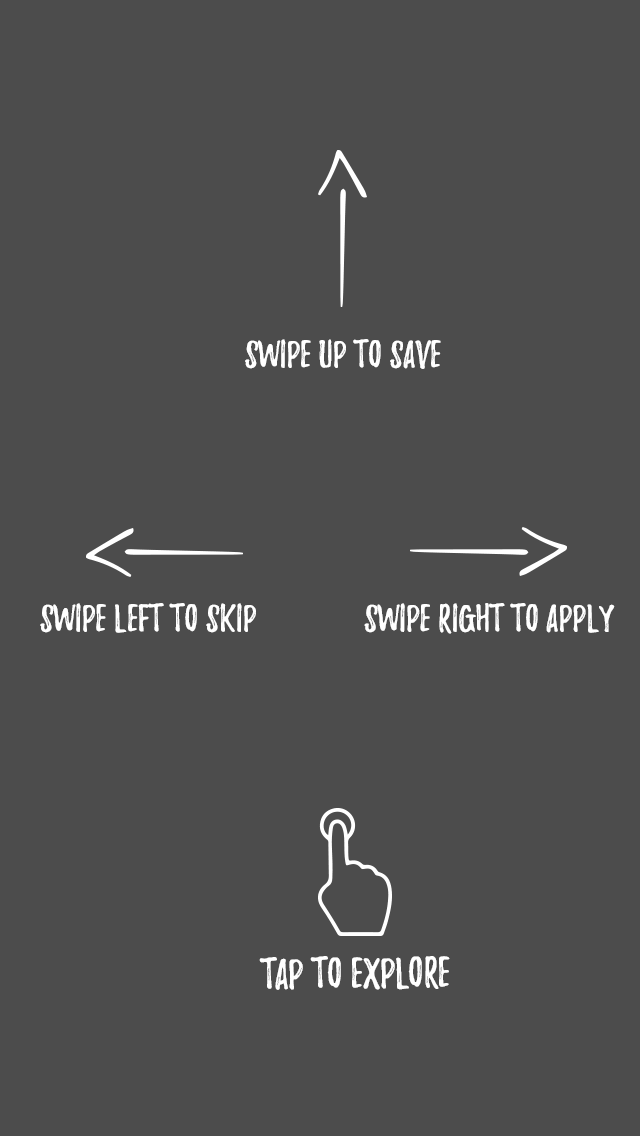 SWIPE UP TO SAVE
SWIPE LEFT TO SKIP
SWIPE RIGHT TO APPLY
TAP TO EXPLORE